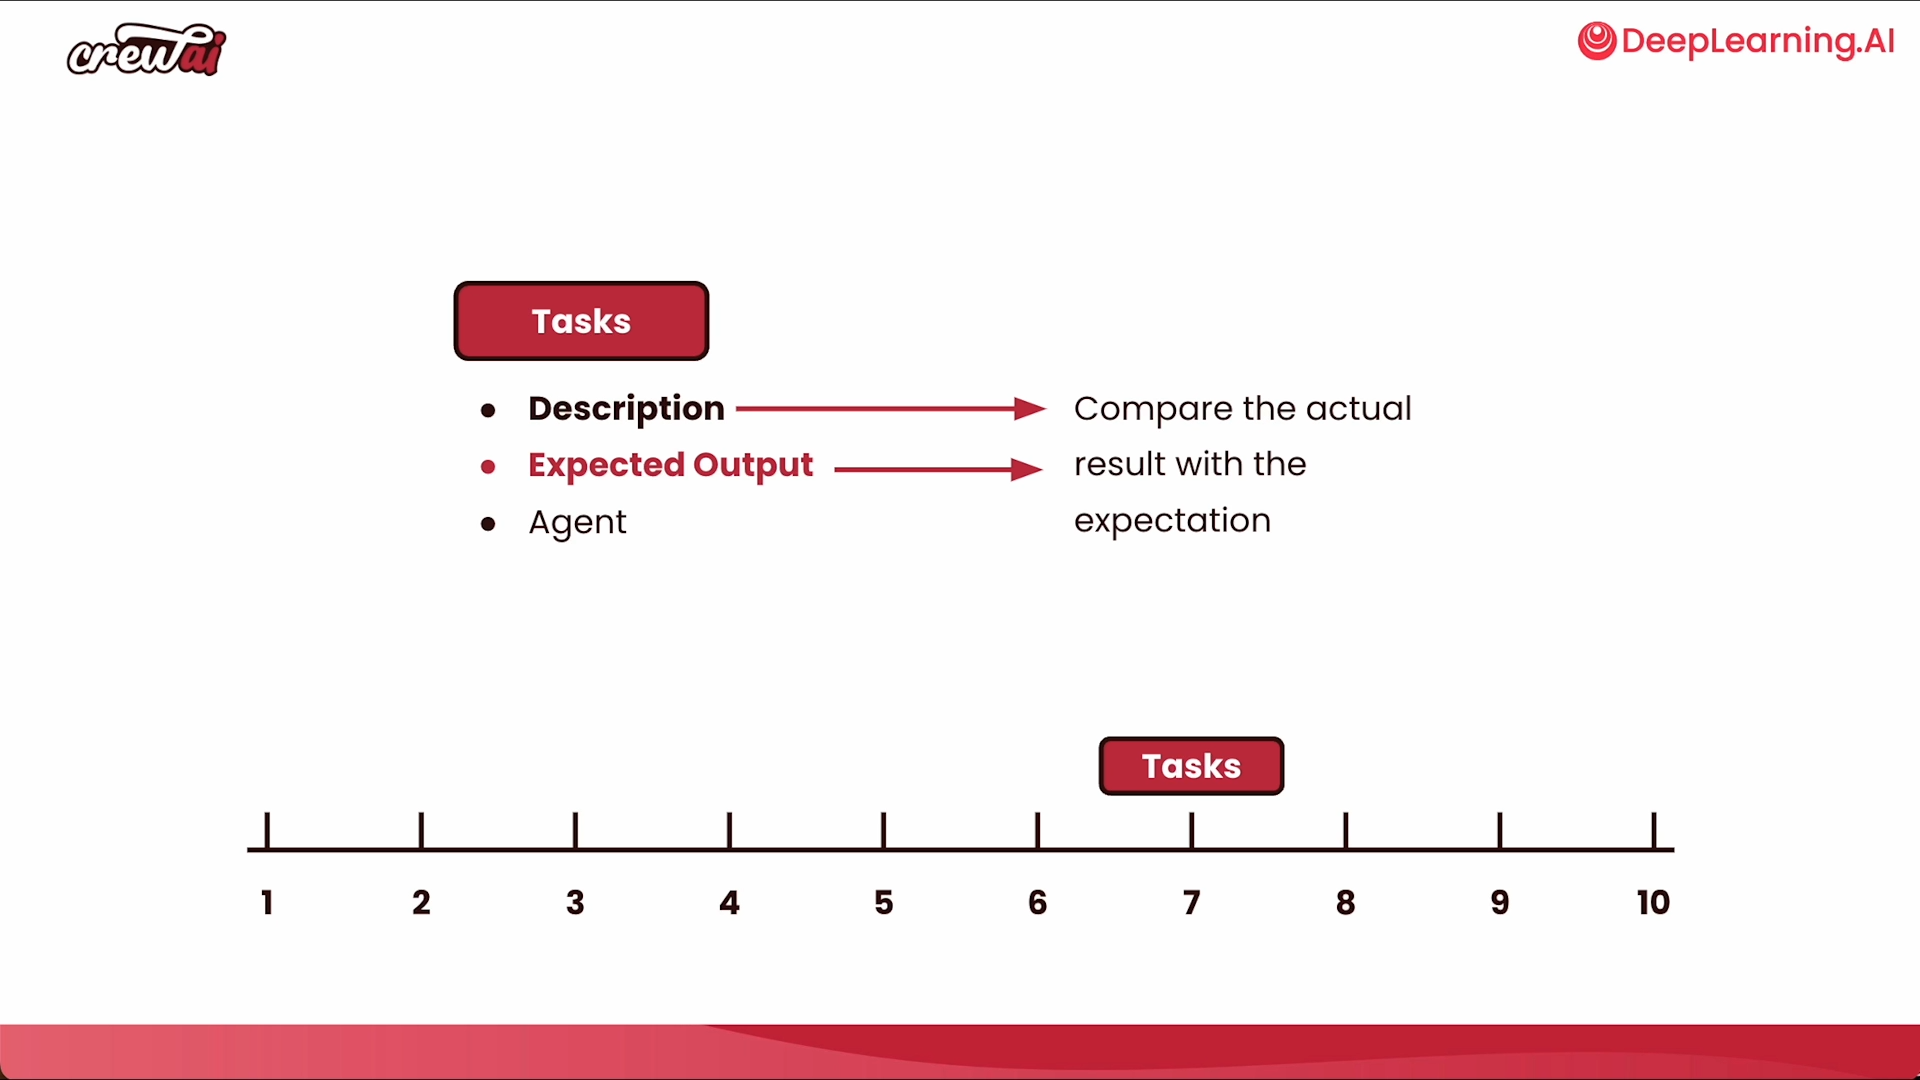 crewai
DeepLearning.AI
Tasks
● Description
● Expected Output
● Agent
Compare the actual
result with the
expectation
Tasks
1 2 3 4 5 6 7 8 9 10